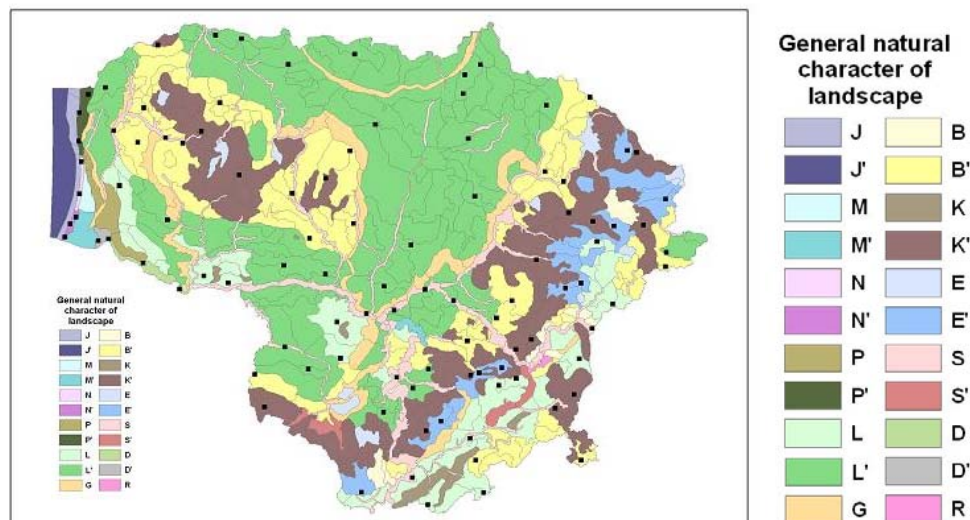 General natural
character of
landscape
J B
J' B'
M K
M' K'
N E
N' E'
P S
P' S'
L D
L' D'
G R
General natural
character of
landscape
J B
J' B'
M K
M' K'
N E
N' E'
P S
P' S'
L D
L' D'
G R